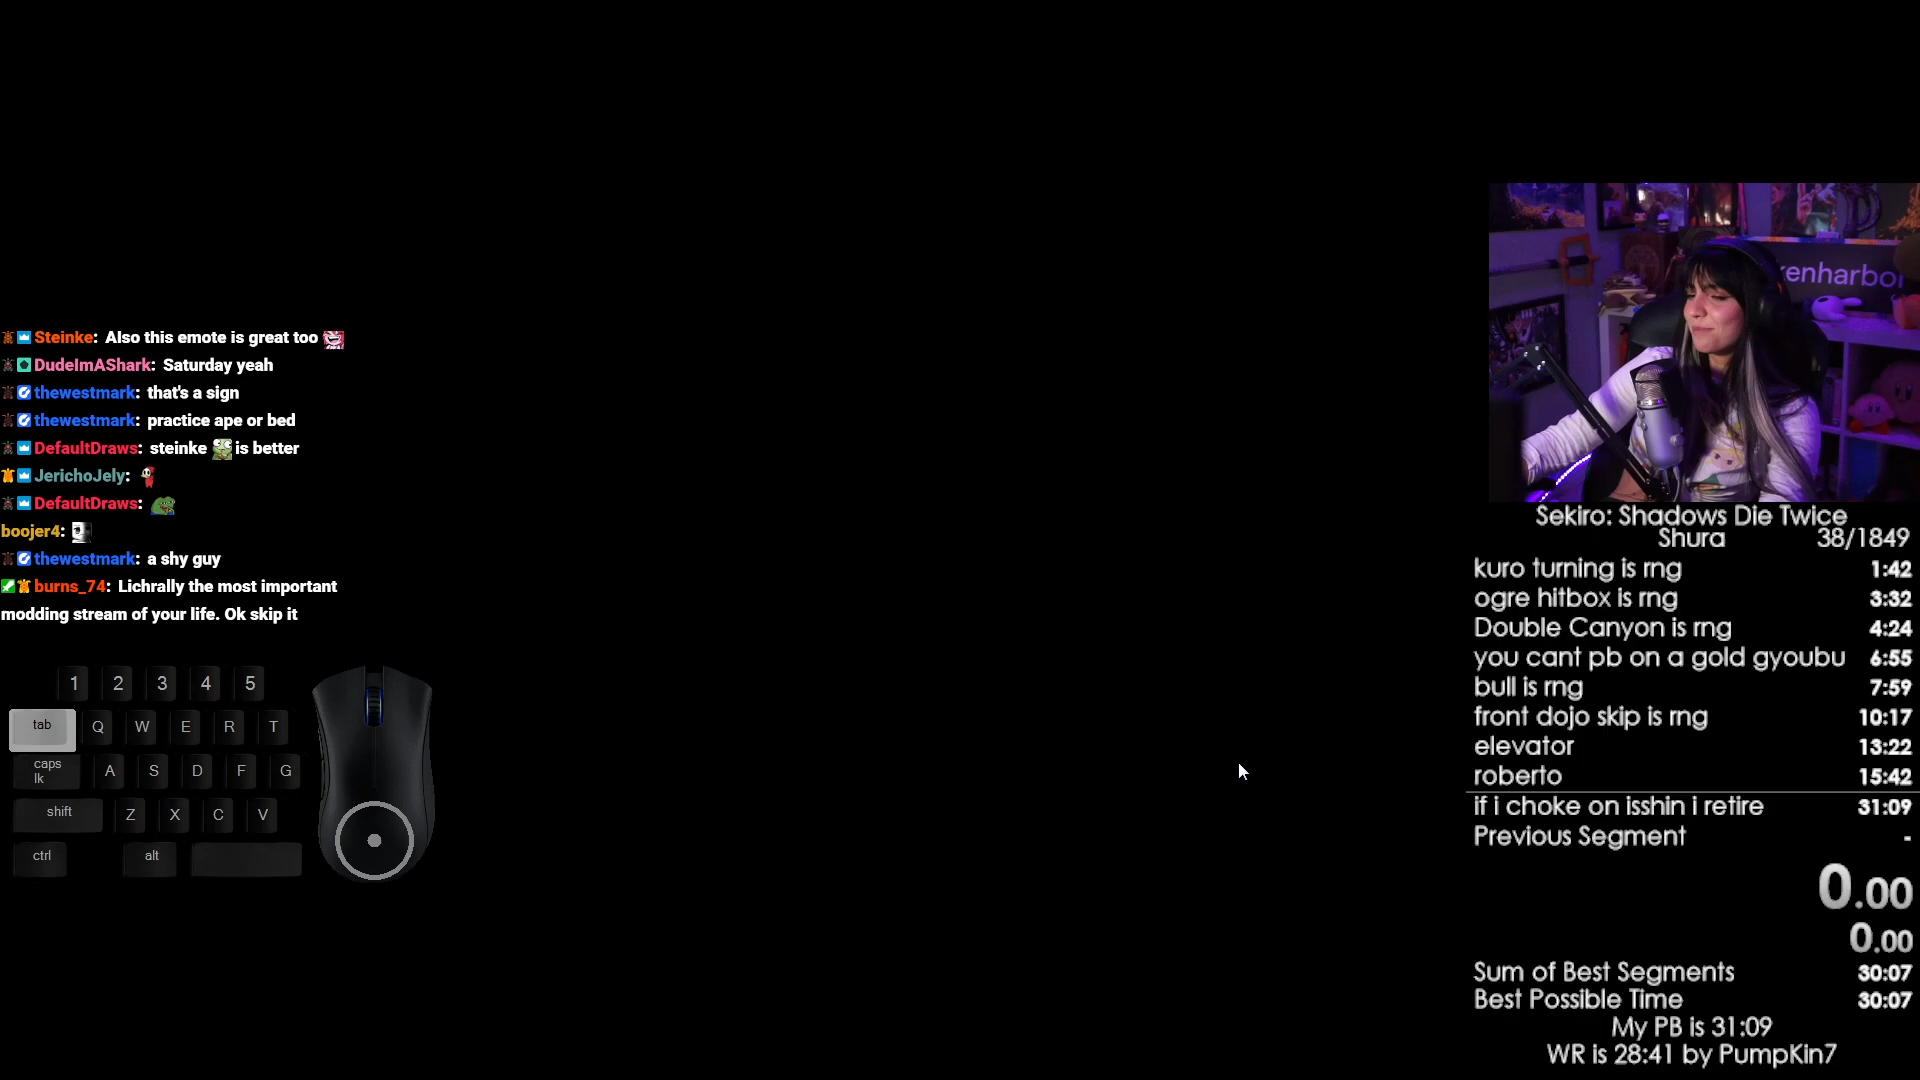 Steinke: Also this emote is great too
DudeImAShark: Saturday yeah
thewestmark: that's a sign
thewestmark: practice ape or bed
DefaultDraws: steinke is better
JerichoJely:
DefaultDraws:
boojer4:
thewestmark: a shy guy
burns_74: Lichrally the most important
modding stream of your life. Ok skip it
1 2 3 4 5
tab Q W E R T
caps
lk A S D F G
shift Z X C V
ctrl alt
kenharbor
Sekiro: Shadows Die Twice
Shura 38/1849
kuro turning is rng 1:42
ogre hitbox is rng 3:32
Double Canyon is rng 4:24
you cant pb on a gold gyoubu 6:55
bull is rng 7:59
front dojo skip is rng 10:17
elevator 13:22
roberto 15:42
if i choke on isshin i retire 31:09
Previous Segment -
0.00
0.00
Sum of Best Segments 30:07
Best Possible Time 30:07
My PB is 31:09
WR is 28:41 by PumpKin7